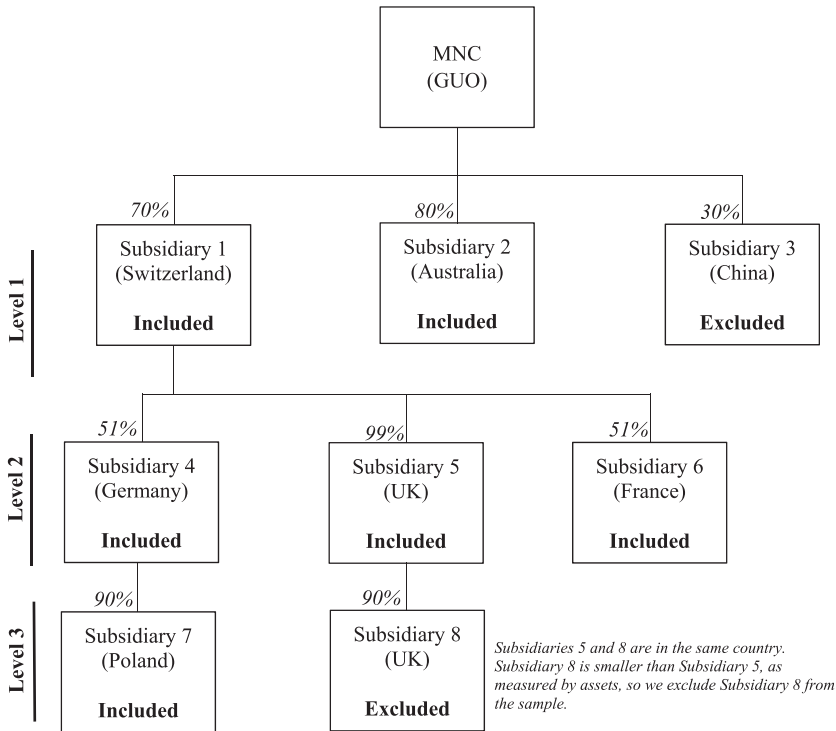 MNC
(GUO)
70%
80%
30%
Level 1
Subsidiary 1
(Switzerland)
Included
Subsidiary 2
(Australia)
Included
Subsidiary 3
(China)
Excluded
51%
99%
51%
Level 2
Subsidiary 4
(Germany)
Included
Subsidiary 5
(UK)
Included
Subsidiary 6
(France)
Included
90%
90%
Level 3
Subsidiary 7
(Poland)
Included
Subsidiary 8
(UK)
Excluded
Subsidiaries 5 and 8 are in the same country.
Subsidiary 8 is smaller than Subsidiary 5, as
measured by assets, so we exclude Subsidiary 8 from
the sample.